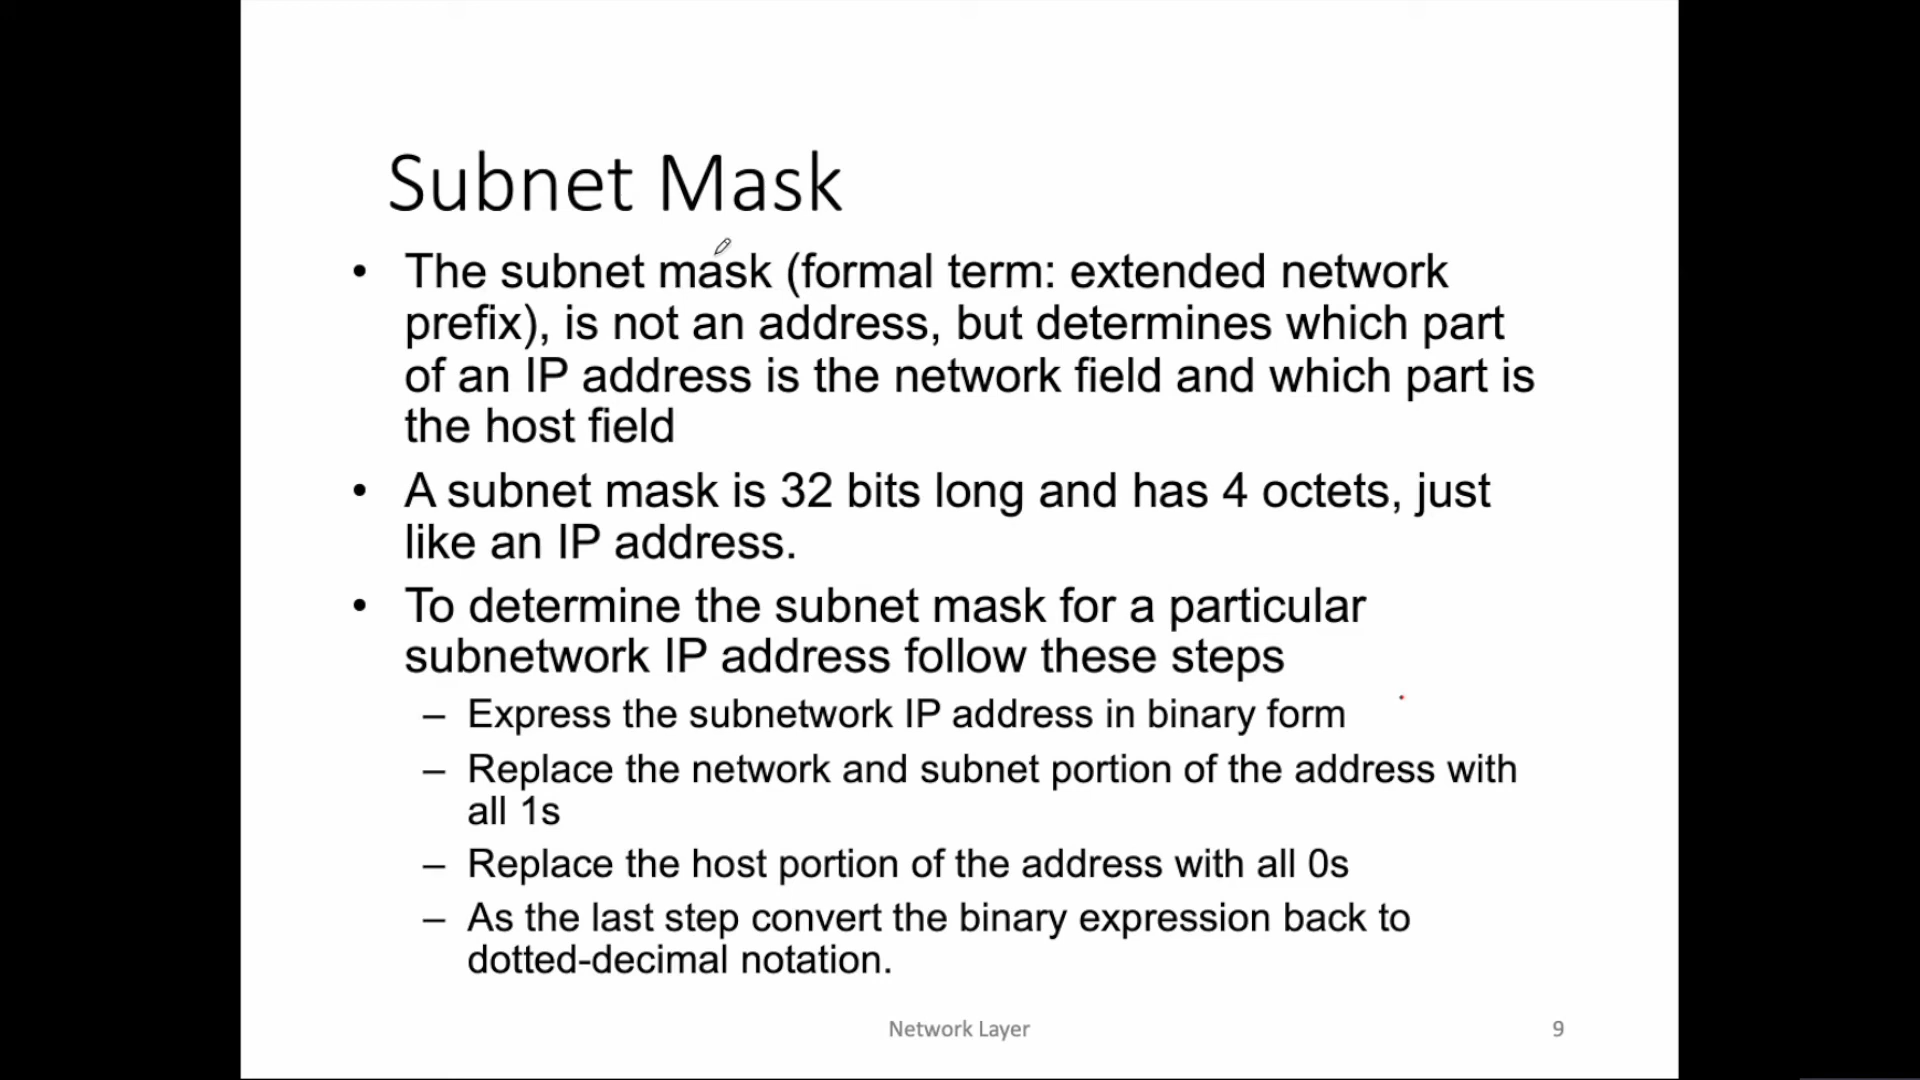 Subnet Mask
• The subnet mask (formal term: extended network
prefix), is not an address, but determines which part
of an IP address is the network field and which part is
the host field
• A subnet mask is 32 bits long and has 4 octets, just
like an IP address.
• To determine the subnet mask for a particular
subnetwork IP address follow these steps
– Express the subnetwork IP address in binary form
– Replace the network and subnet portion of the address with
all 1s
– Replace the host portion of the address with all 0s
– As the last step convert the binary expression back to
dotted-decimal notation.
Network Layer
9